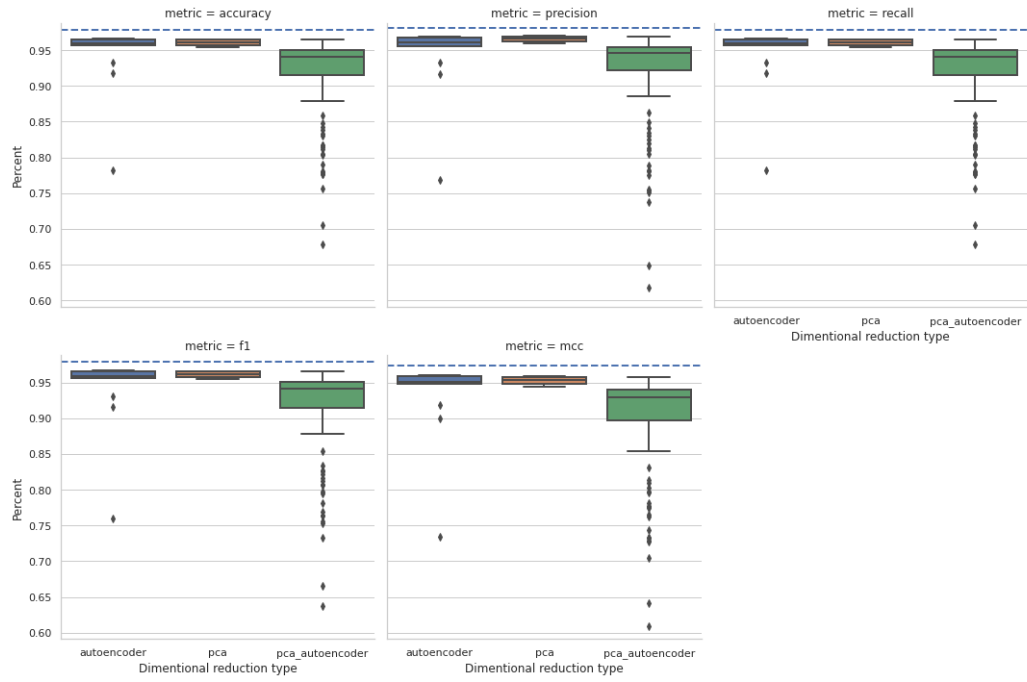 metric = accuracy
metric = precision
metric = recall
Percent
0.95
0.90
0.85
0.80
0.75
0.70
0.65
0.60
autoencoder
pca
pca_autoencoder
Dimentional reduction type
metric = f1
metric = mcc
Percent
0.95
0.90
0.85
0.80
0.75
0.70
0.65
0.60
autoencoder
pca
pca_autoencoder
Dimentional reduction type
autoencoder
pca
pca_autoencoder
Dimentional reduction type